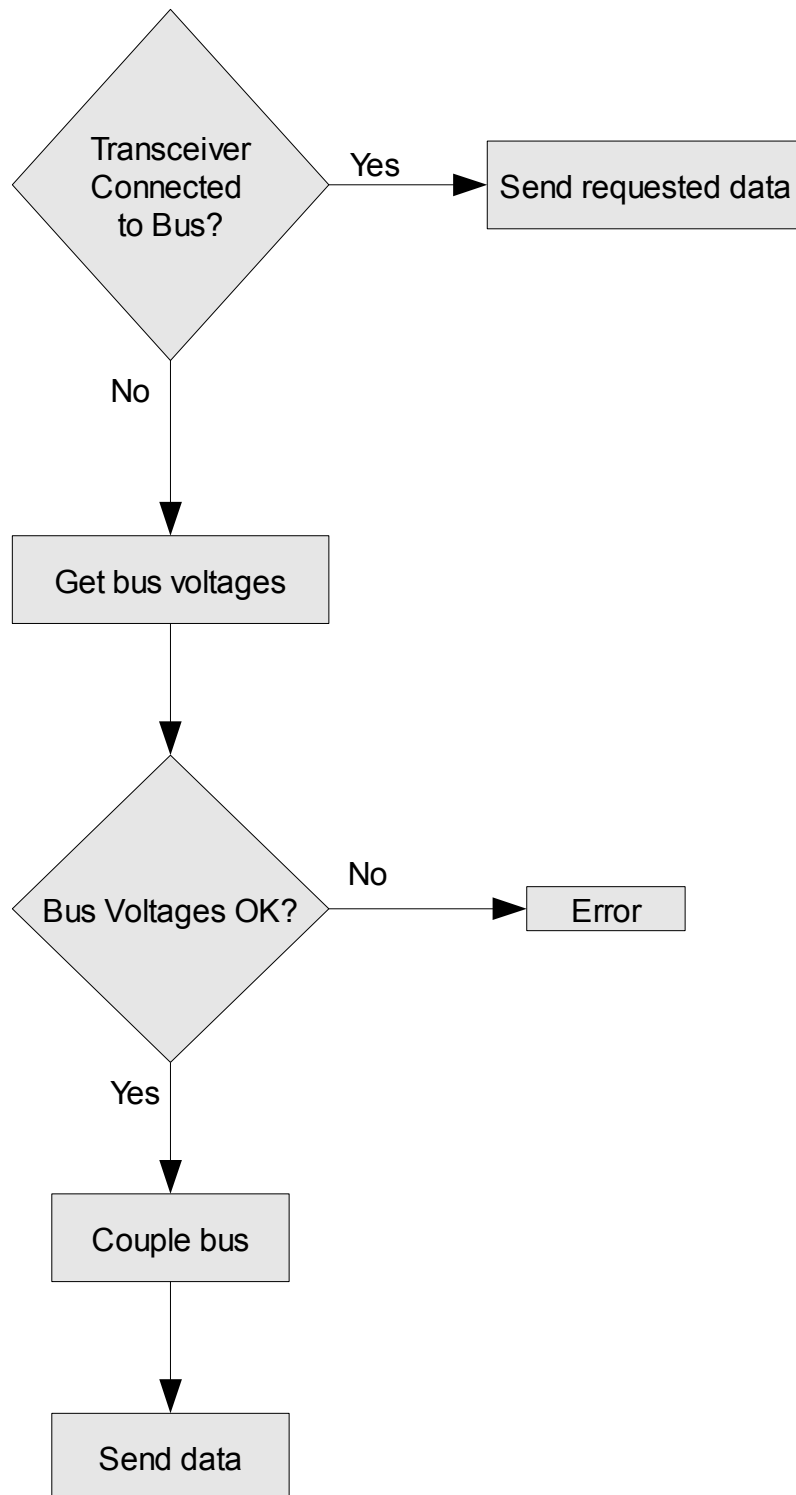 Transceiver
Connected
to Bus?
Yes
Send requested data
No
Get bus voltages
Bus Voltages OK?
No
Error
Yes
Couple bus
Send data